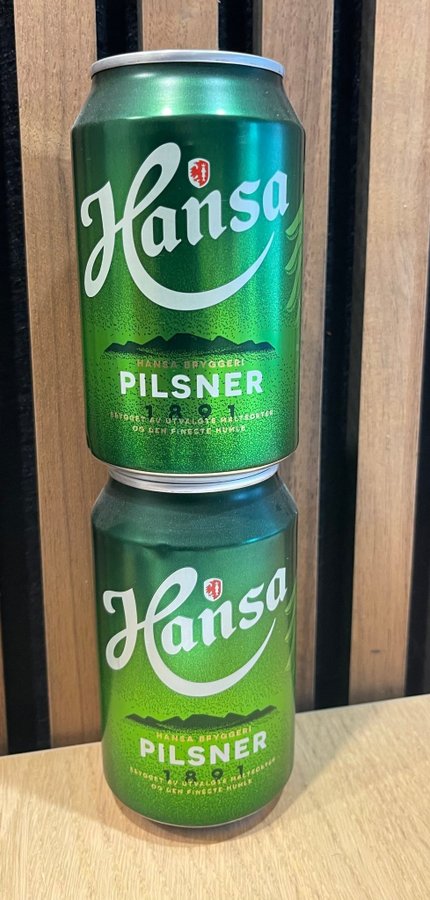 Hansa
HANSA BRYGGERI
PILSNER
1891
BRYGGET AV UTVALGTE MALTSORTER
OG DEN FINESTE HUMLE
Hansa
HANSA BRYGGERI
PILSNER
1891
BRYGGET AV UTVALGTE MALTSORTER
OG DEN FINESTE HUMLE